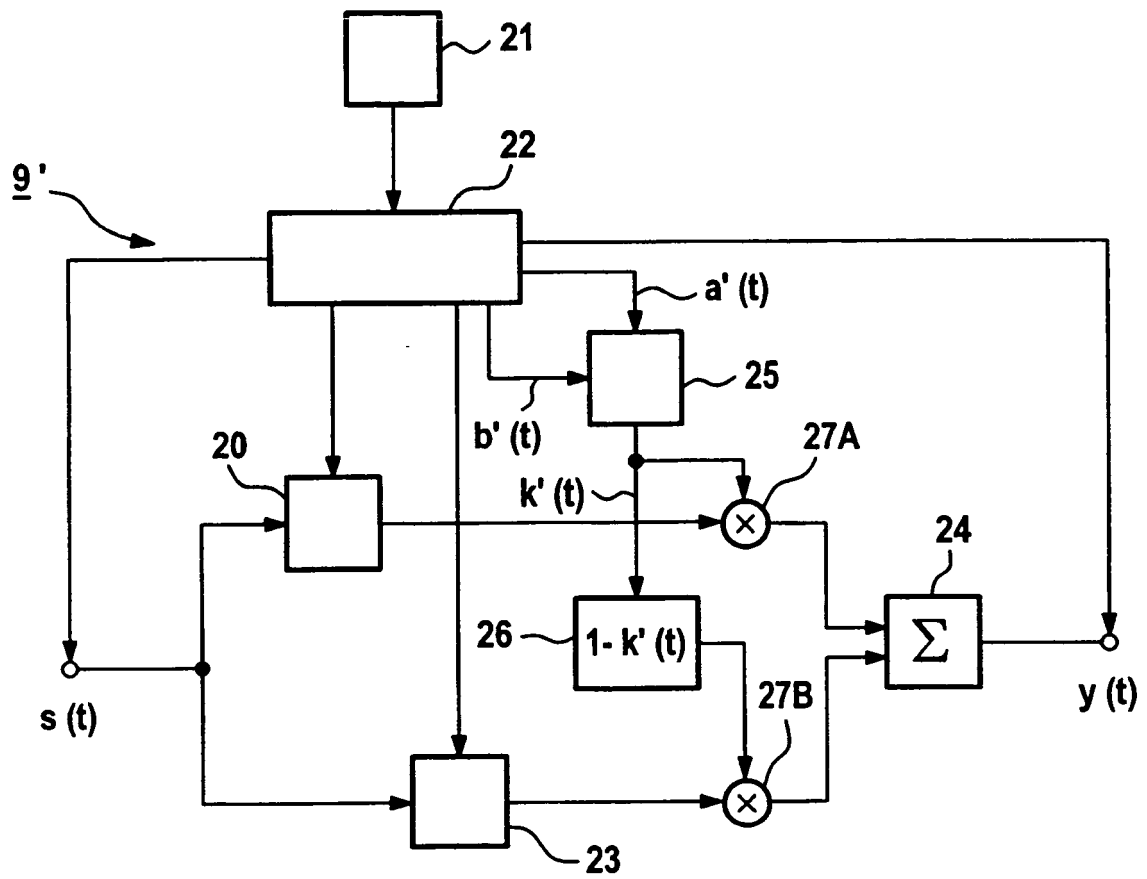 21
22
9'
a' (t)
25
b' (t)
20
27A
k' (t)
×
24
26
1- k' (t)
Σ
27B
s (t)
y (t)
×
23